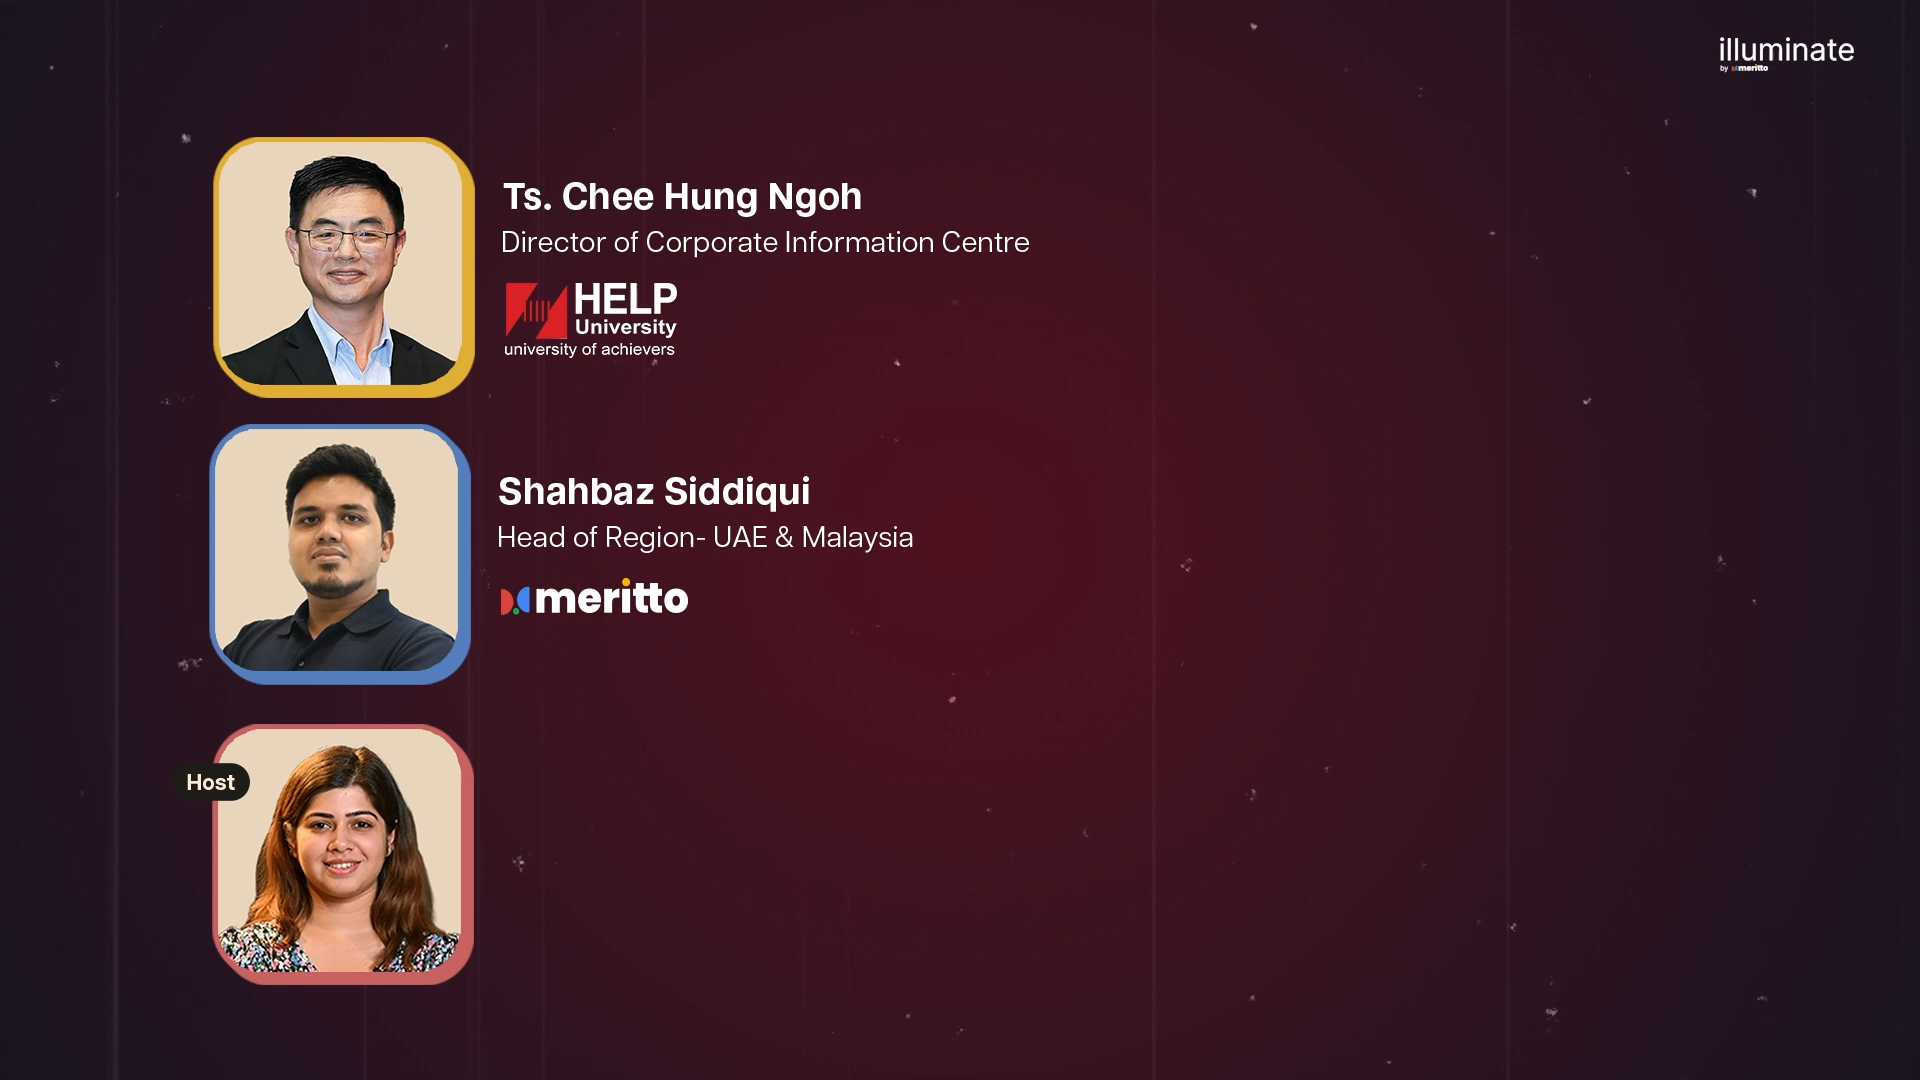 illuminate
by meritto
Ts. Chee Hung Ngoh
Director of Corporate Information Centre
HELP
University
university of achievers
Shahbaz Siddiqui
Head of Region- UAE & Malaysia
meritto
Host